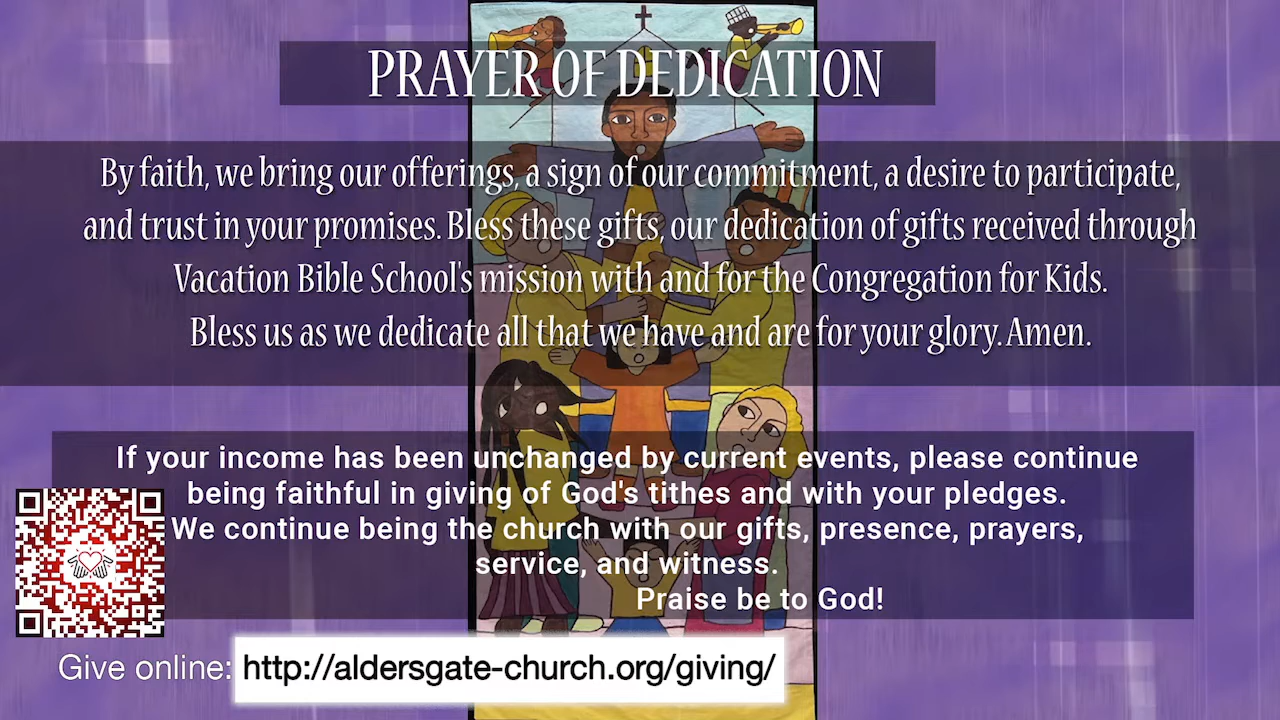 PRAYER OF DEDICATION
By faith, we bring our offerings, a sign of our commitment, a desire to participate,
and trust in your promises. Bless these gifts, our dedication of gifts received through
Vacation Bible School's mission with and for the Congregation for Kids.
Bless us as we dedicate all that we have and are for your glory. Amen.
If your income has been unchanged by current events, please continue
being faithful in giving of God's tithes and with your pledges.
We continue being the church with our gifts, presence, prayers,
service, and witness.
Praise be to God!
Give online: http://aldersgate-church.org/giving/